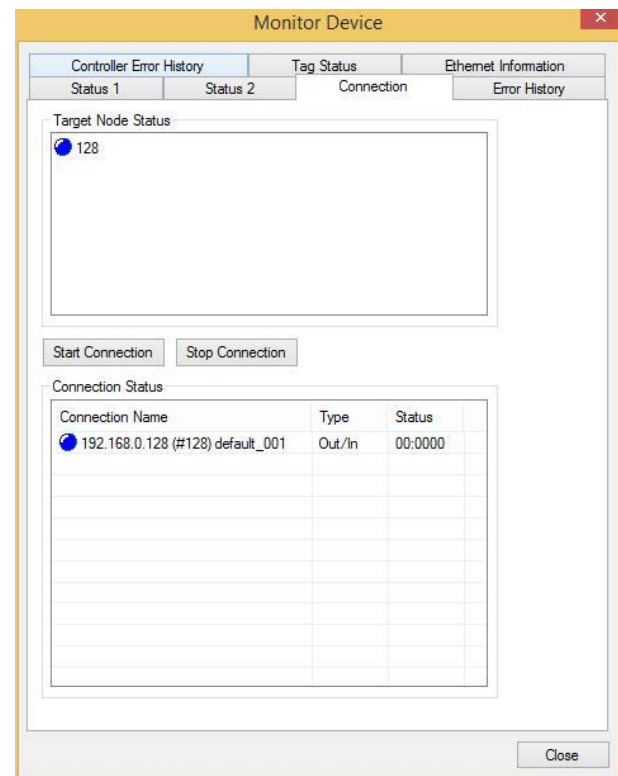 Monitor Device
Controller Error History Tag Status Ethernet Information
Status 1 Status 2 Connection Error History
Target Node Status
128
Start Connection Stop Connection
Connection Status
Connection Name Type Status
192.168.0.128 (#128) default_001 Out/In 00:0000
Close